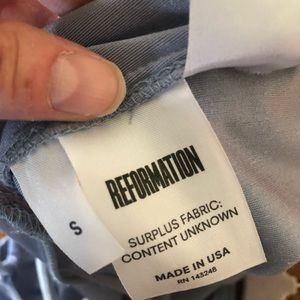 S
REFORMATION
SURPLUS FABRIC:
CONTENT UNKNOWN
MADE IN USA
RN 143248